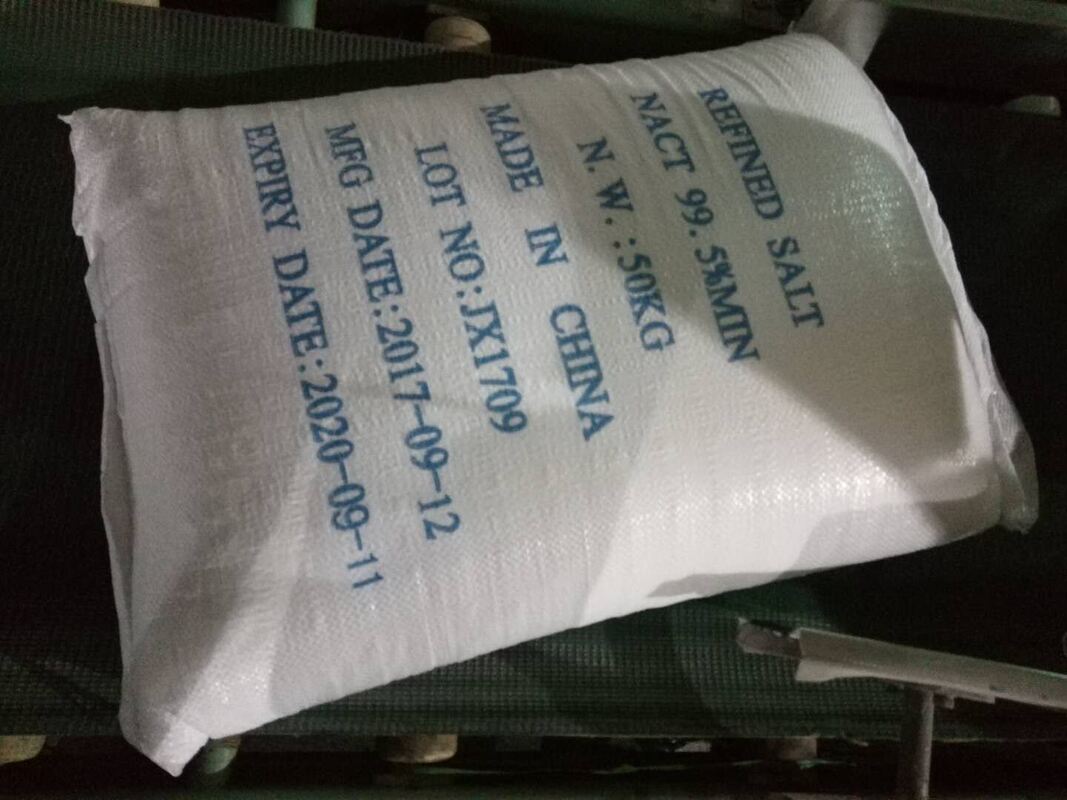 REFINED SALT
NACT 99.5%MIN
N.W.:50KG
MADE IN CHINA
LOT NO:JX1709
MFG DATE:2017-09-12
EXPIRY DATE:2020-09-11